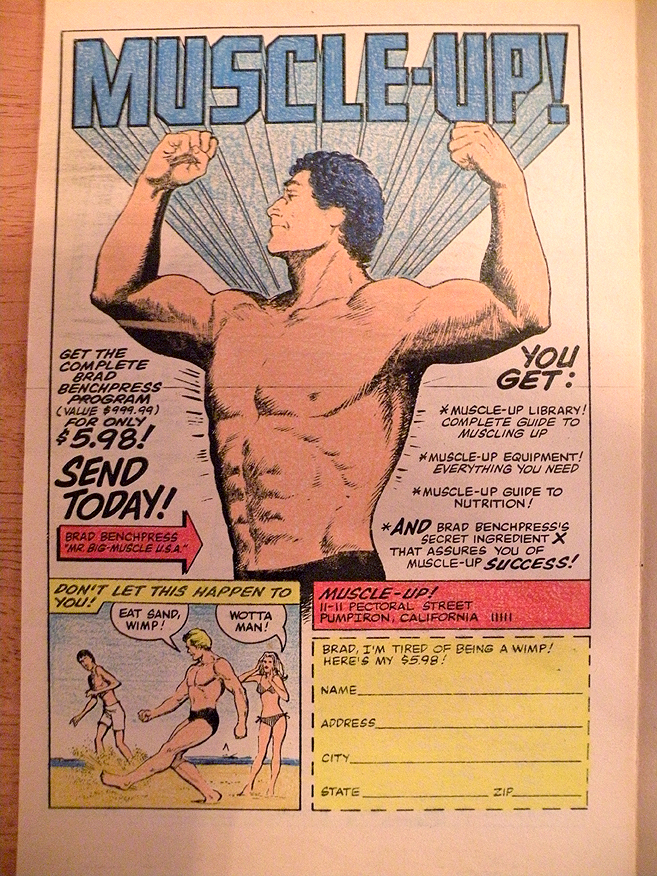 MUSCLE-UP!
GET THE
COMPLETE
BRAD
BENCHPRESS
PROGRAM
(VALUE $999.99)
FOR ONLY
$5.98!
SEND
TODAY!
BRAD BENCHPRESS
"MR. BIG-MUSCLE U.S.A."
YOU
GET:
*MUSCLE-UP LIBRARY!
COMPLETE GUIDE TO
MUSCLING UP
*MUSCLE-UP EQUIPMENT!
EVERYTHING YOU NEED
*MUSCLE-UP GUIDE TO
NUTRITION!
*AND BRAD BENCHPRESS'S
SECRET INGREDIENT X
THAT ASSURES YOU OF
MUSCLE-UP SUCCESS!
DON'T LET THIS HAPPEN TO
YOU!
EAT SAND,
WIMP!
WOTTA
MAN!
MUSCLE-UP!
11-11 PECTORAL STREET
PUMPIRON, CALIFORNIA 11111
BRAD, I'M TIRED OF BEING A WIMP!
HERE'S MY $5.98!
NAME
ADDRESS
CITY
STATE ZIP